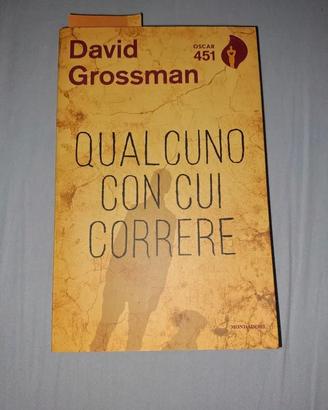 David
Grossman
OSCAR
451
QUALCUNO
CON CUI
CORRERE
MONDADORI